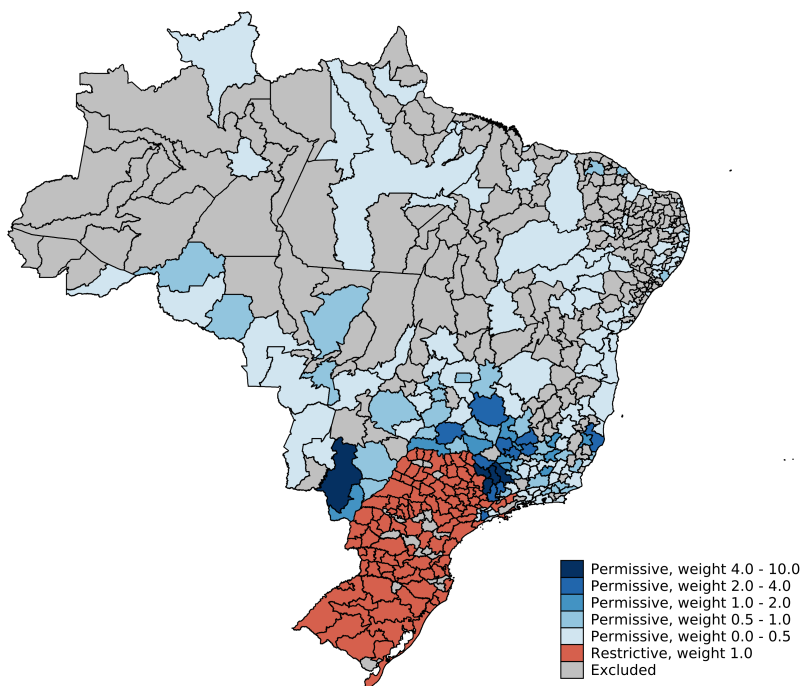 Permissive, weight 4.0 - 10.0
Permissive, weight 2.0 - 4.0
Permissive, weight 1.0 - 2.0
Permissive, weight 0.5 - 1.0
Permissive, weight 0.0 - 0.5
Restrictive, weight 1.0
Excluded